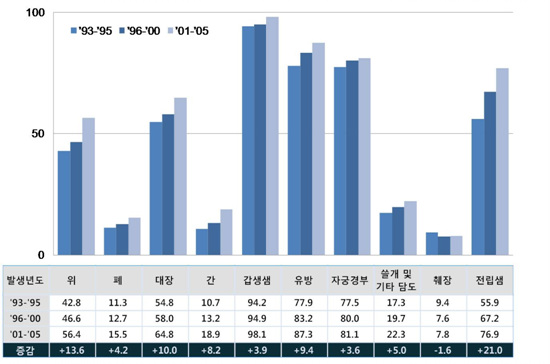 100
'93-'95 '96-'00 '01-'05
50
0
발생년도 위 폐 대장 간 갑생샘 유방 자궁경부 쓸개 및 기타 담도 췌장 전립샘
'93-'95 42.8 11.3 54.8 10.7 94.2 77.9 77.5 17.3 9.4 55.9
'96-'00 46.6 12.7 58.0 13.2 94.9 83.2 80.0 19.7 7.6 67.2
'01-'05 56.4 15.5 64.8 18.9 98.1 87.3 81.1 22.3 7.8 76.9
증감 +13.6 +4.2 +10.0 +8.2 +3.9 +9.4 +3.6 +5.0 -1.6 +21.0